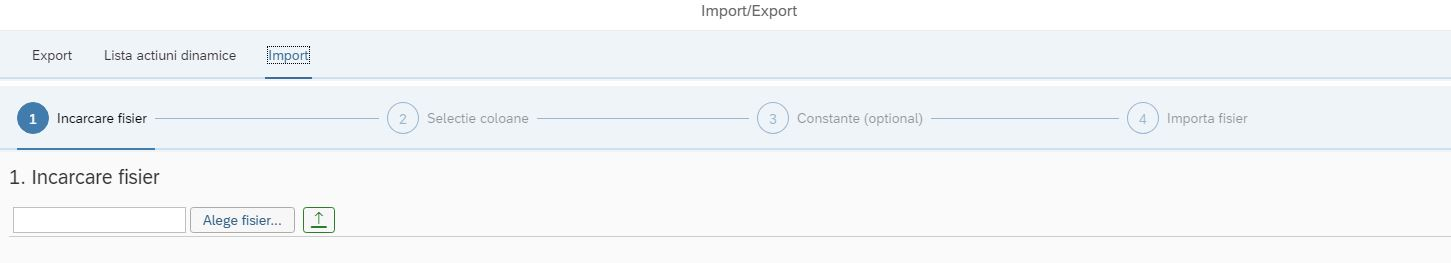 Import/Export
Export Lista actiuni dinamice Import
1 Incarcare fisier 2 Selectie coloane 3 Constante (optional) 4 Importa fisier
1. Incarcare fisier
Alege fisier...